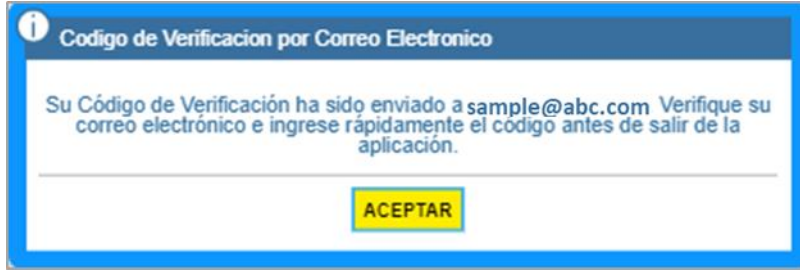 Codigo de Verificacion por Correo Electronico
Su Código de Verificación ha sido enviado a sample@abc.com Verifique su
correo electrónico e ingrese rápidamente el código antes de salir de la
aplicación.
ACEPTAR